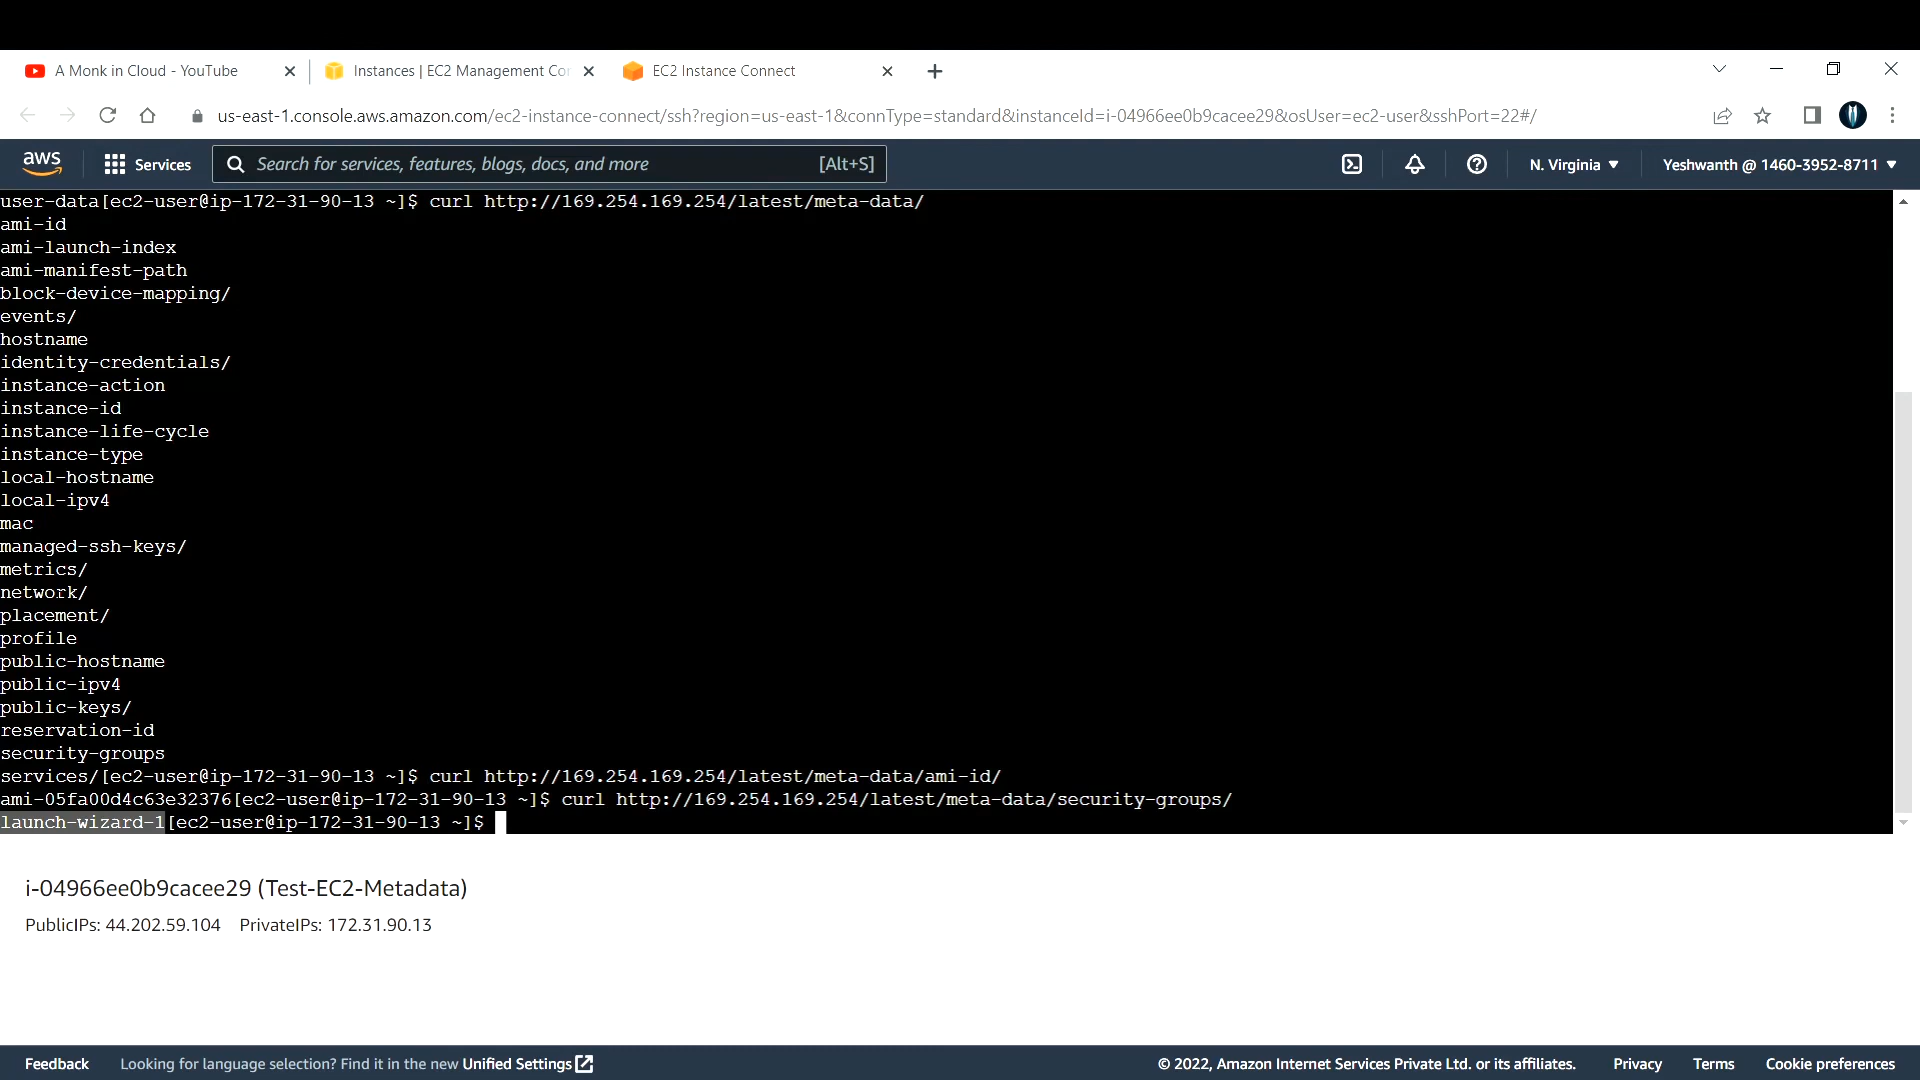 A Monk in Cloud - YouTube
Instances | EC2 Management Cor
EC2 Instance Connect
us-east-1.console.aws.amazon.com/ec2-instance-connect/ssh?region=us-east-1&connType=standard&instanceId=i-04966ee0b9cacee29&osUser=ec2-user&sshPort=22#/
aws Services Search for services, features, blogs, docs, and more [Alt+S] N. Virginia Yeshwanth @ 1460-3952-8711
user-data[ec2-user@ip-172-31-90-13 ~]$ curl http://169.254.169.254/latest/meta-data/
ami-id
ami-launch-index
ami-manifest-path
block-device-mapping/
events/
hostname
identity-credentials/
instance-action
instance-id
instance-life-cycle
instance-type
local-hostname
local-ipv4
mac
managed-ssh-keys/
metrics/
network/
placement/
profile
public-hostname
public-ipv4
public-keys/
reservation-id
security-groups
services/[ec2-user@ip-172-31-90-13 ~]$ curl http://169.254.169.254/latest/meta-data/ami-id/
ami-05fa00d4c63e32376[ec2-user@ip-172-31-90-13 ~]$ curl http://169.254.169.254/latest/meta-data/security-groups/
launch-wizard-1[ec2-user@ip-172-31-90-13 ~]$
i-04966ee0b9cacee29 (Test-EC2-Metadata)
PublicIPs: 44.202.59.104 PrivateIPs: 172.31.90.13
Feedback Looking for language selection? Find it in the new Unified Settings © 2022, Amazon Internet Services Private Ltd. or its affiliates. Privacy Terms Cookie preferences